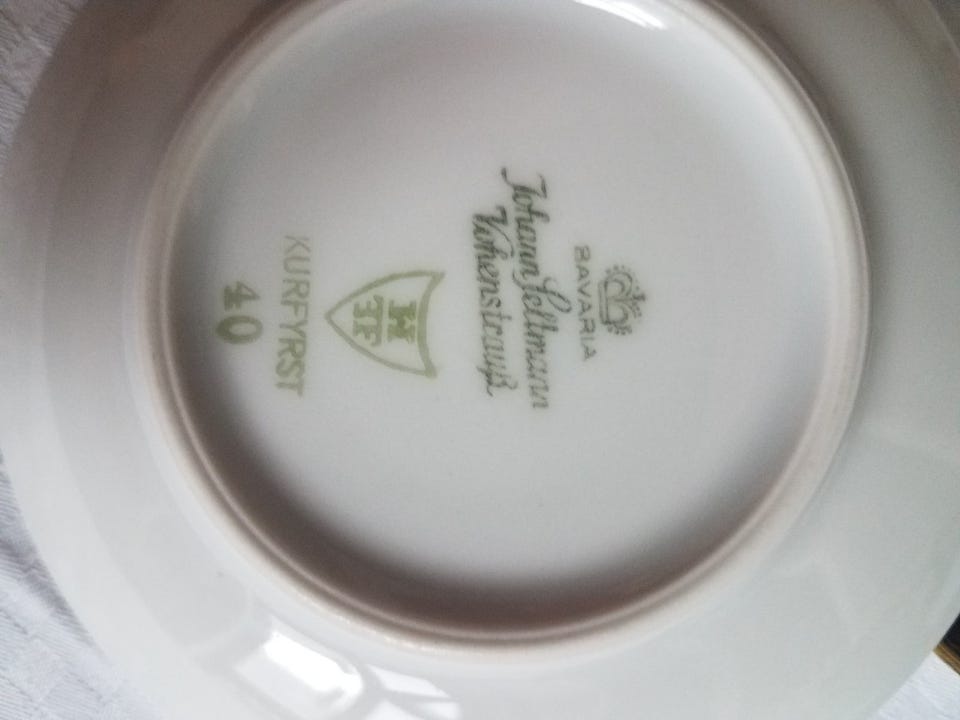 BAVARIA
Johann Seltmann
Vohenstrauß
KURFYRST
40